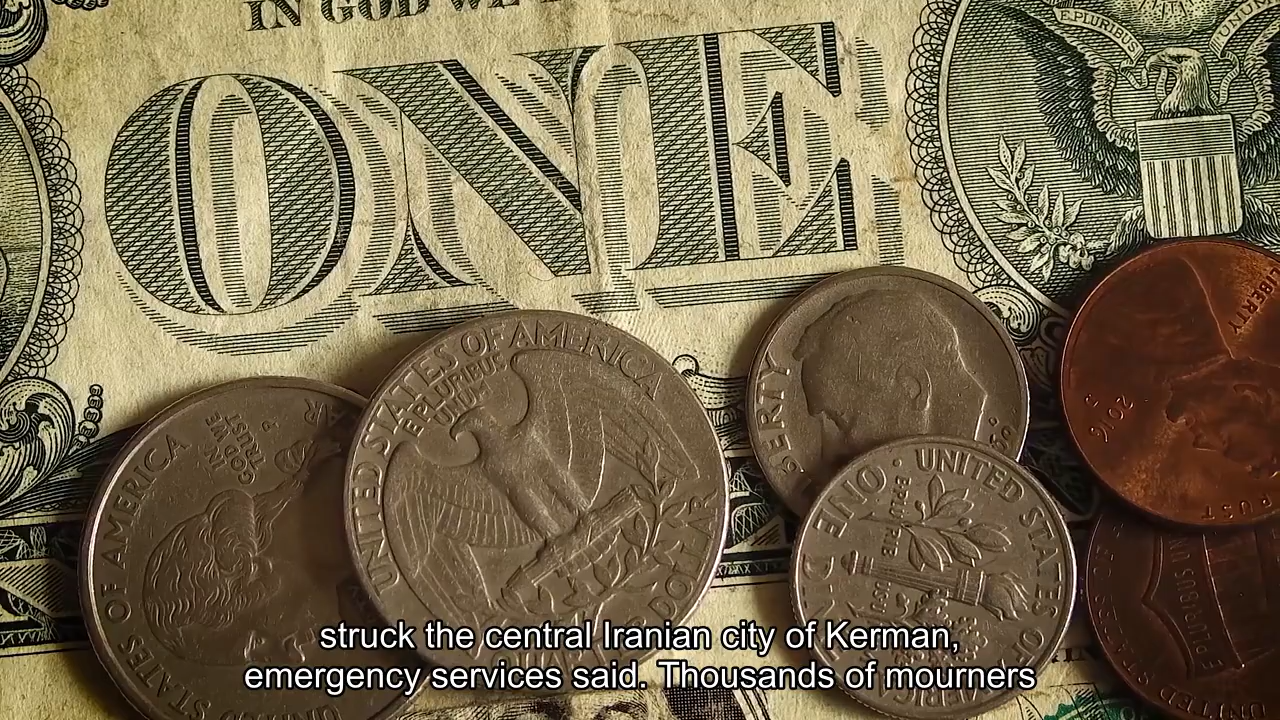 IN GOD WE
ONE
E PLURIBUS
UNUM
UNITED STATES OF AMERICA
E PLURIBUS
UNUM
DOLLAR
STATES OF AMERICA
IN
GOD WE
TRUST
LIBERTY
2016
UNITED STATES OF
ONE
LIBERTY
E PLURIBUS
struck the central Iranian city of Kerman,
emergency services said. Thousands of mourners